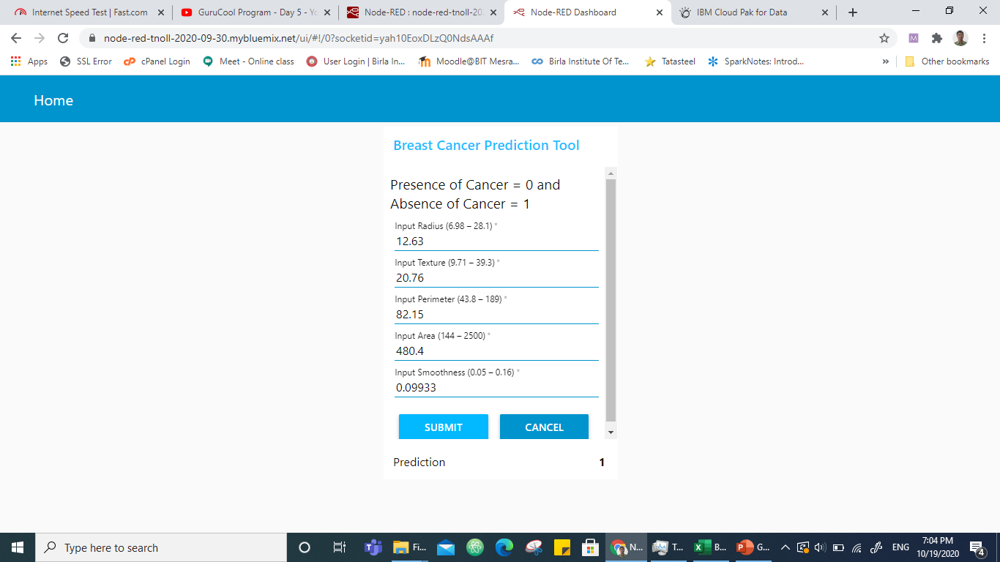 Internet Speed Test | Fast.com
GuruCool Program - Day 5 - Yo
Node-RED : node-red-tnoll-202
Node-RED Dashboard
IBM Cloud Pak for Data
node-red-tnoll-2020-09-30.mybluemix.net/ui/#!/0?socketid=yah10EoxDLzQ0NdsAAAf
M
Apps
SSL Error
cPanel Login
Meet - Online class
User Login | Birla In...
Moodle@BIT Mesra...
Birla Institute Of Te...
Tatasteel
SparkNotes: Introd...
»
Other bookmarks
Home
Breast Cancer Prediction Tool
Presence of Cancer = 0 and
Absence of Cancer = 1
Input Radius (6.98 – 28.1) *
12.63
Input Texture (9.71 – 39.3) *
20.76
Input Perimeter (43.8 – 189) *
82.15
Input Area (144 – 2500) *
480.4
Input Smoothness (0.05 – 0.16) *
0.09933
SUBMIT
CANCEL
Prediction
1
Type here to search
Fi...
N...
T...
B...
G...
ENG
7:04 PM
10/19/2020
4